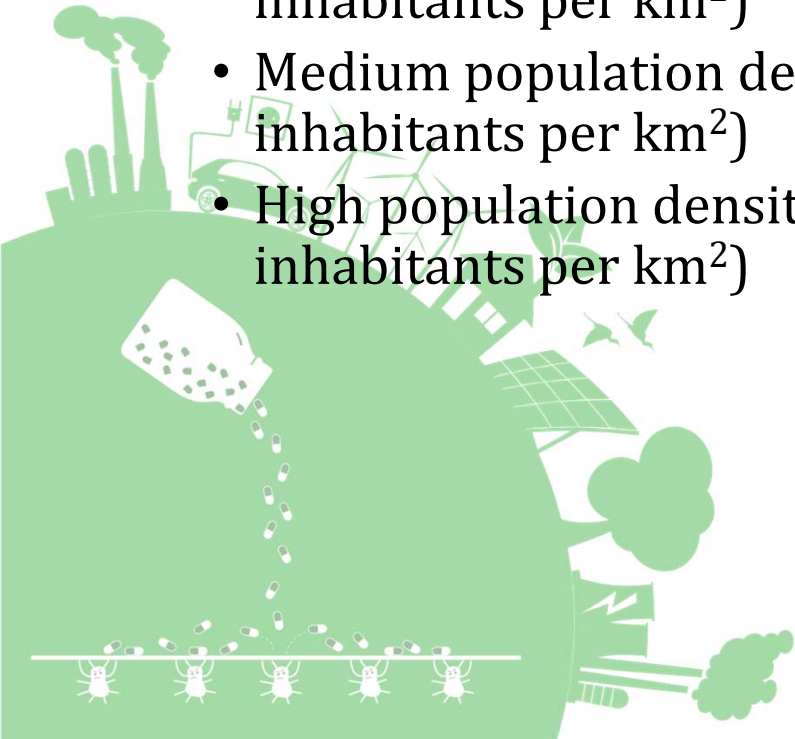 inhabitants per km²)
• Medium population de
inhabitants per km²)
• High population densit
inhabitants per km²)